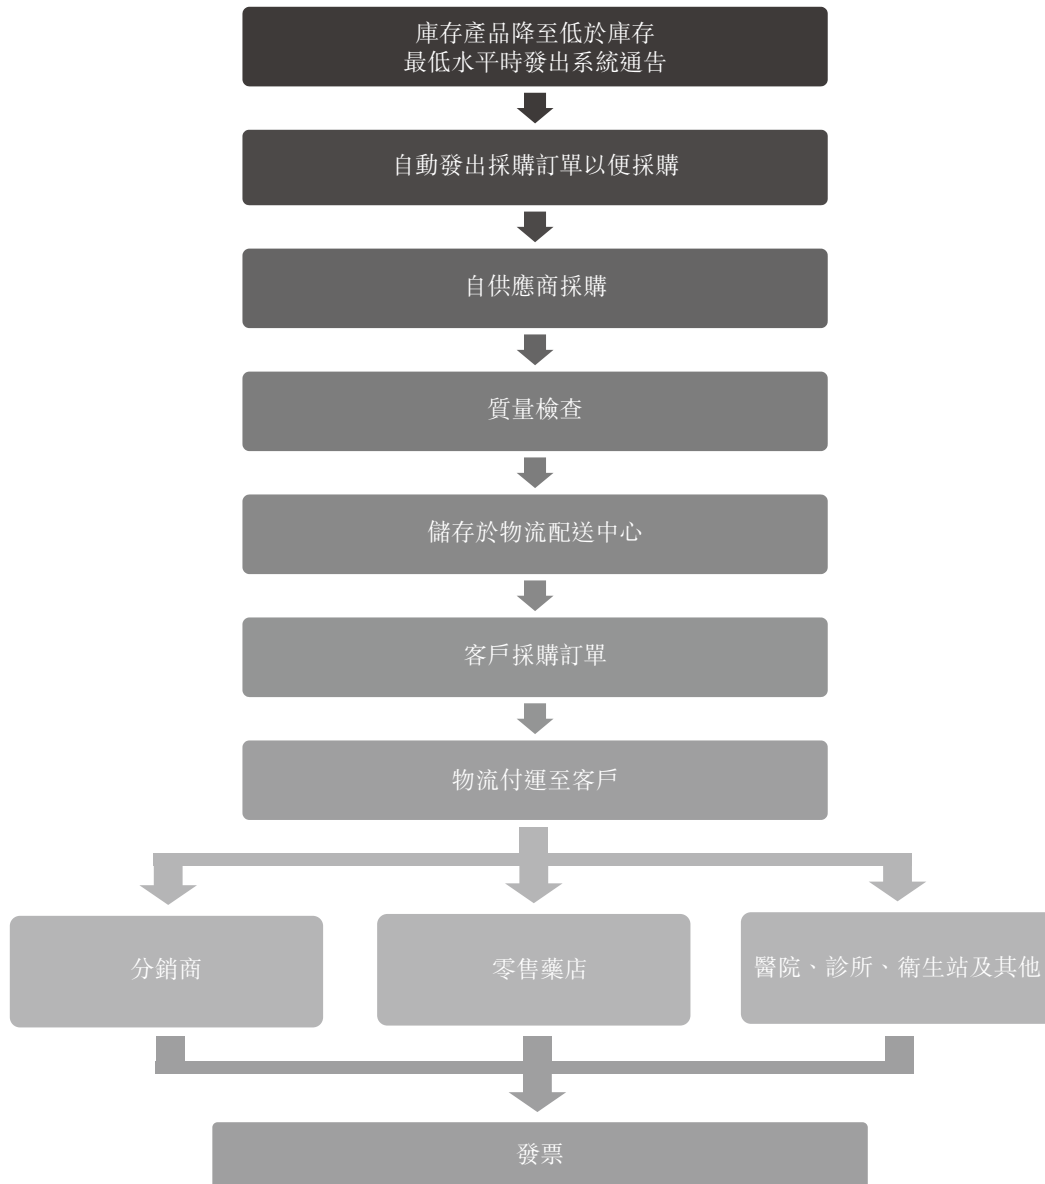 庫存產品降至低於庫存
最低水平時發出系統通告
自動發出採購訂單以便採購
自供應商採購
質量檢查
儲存於物流配送中心
客戶採購訂單
物流付運至客戶
分銷商
零售藥店
醫院、診所、衛生站及其他
發票